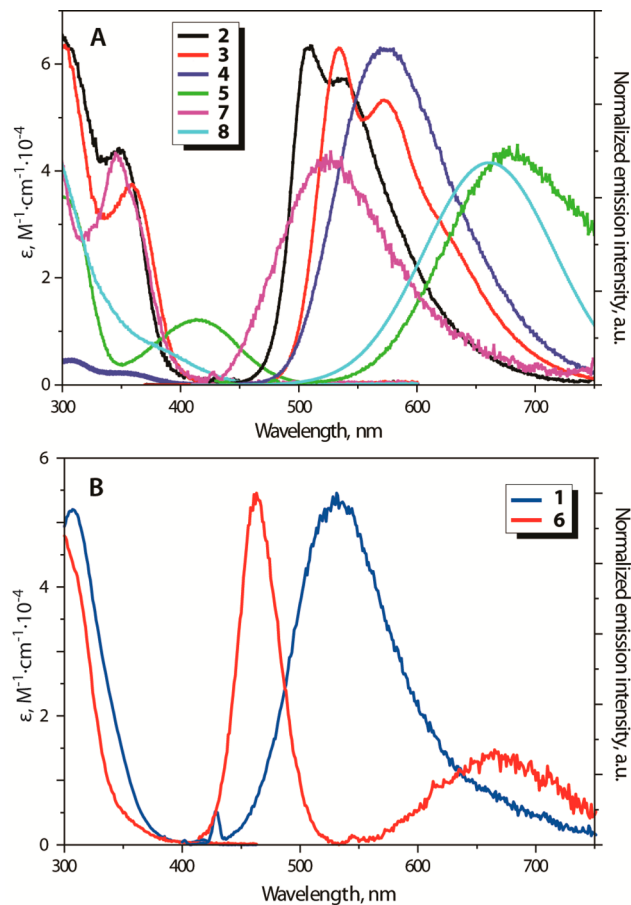 A
2
3
4
5
7
8
6
4
2
0
ε, M⁻¹·cm⁻¹·10⁻⁴
Normalized emission intensity, a.u.
300 400 500 600 700
Wavelength, nm
B
1
6
6
4
2
0
ε, M⁻¹·cm⁻¹·10⁻⁴
Normalized emission intensity, a.u.
300 400 500 600 700
Wavelength, nm